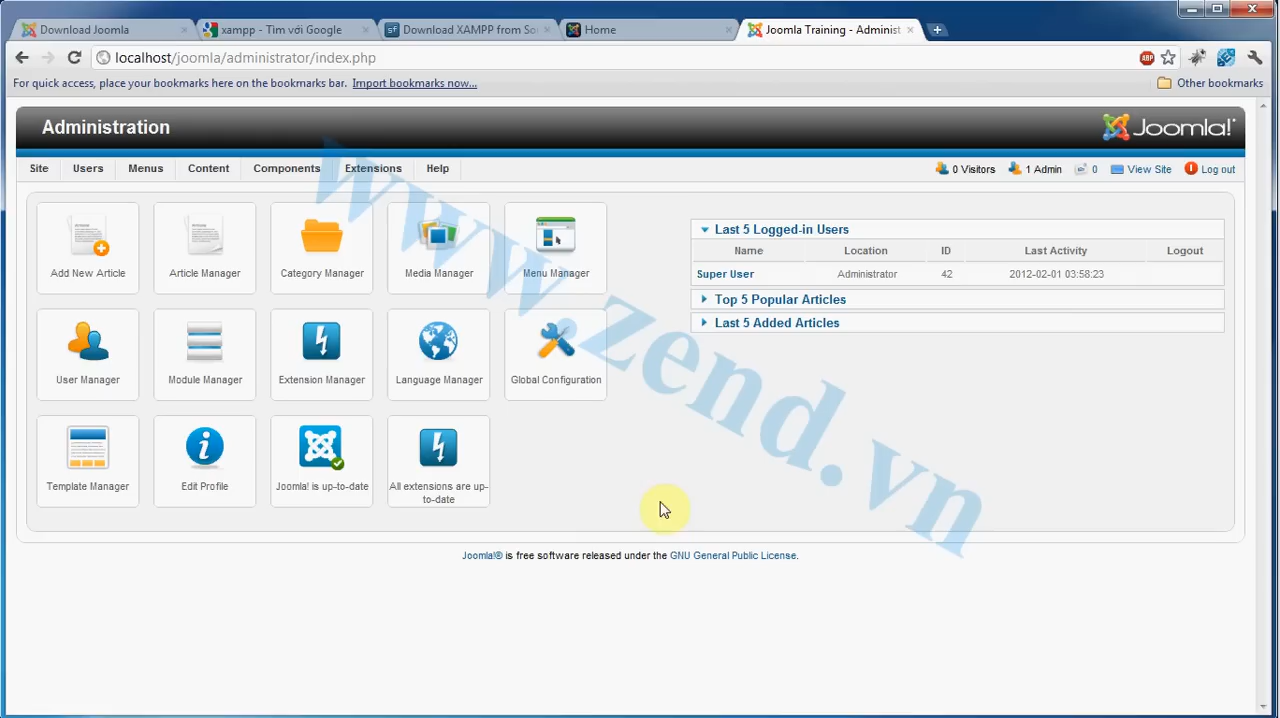 Download Joomla
xampp - Tìm với Google
Download XAMPP from So
Home
Joomla Training - Administ
localhost/joomla/administrator/index.php
ABP
For quick access, place your bookmarks here on the bookmarks bar. Import bookmarks now...
Other bookmarks
Administration
Joomla!
Site Users Menus Content Components Extensions Help
0 Visitors 1 Admin 0 View Site Log out
Add New Article
Article Manager
Category Manager
Media Manager
Menu Manager
User Manager
Module Manager
Extension Manager
Language Manager
Global Configuration
Template Manager
Edit Profile
Joomla! is up-to-date
All extensions are up-
to-date
Last 5 Logged-in Users
Name Location ID Last Activity Logout
Super User Administrator 42 2012-02-01 03:58:23
Top 5 Popular Articles
Last 5 Added Articles
www.zend.vn
Joomla!® is free software released under the GNU General Public License.